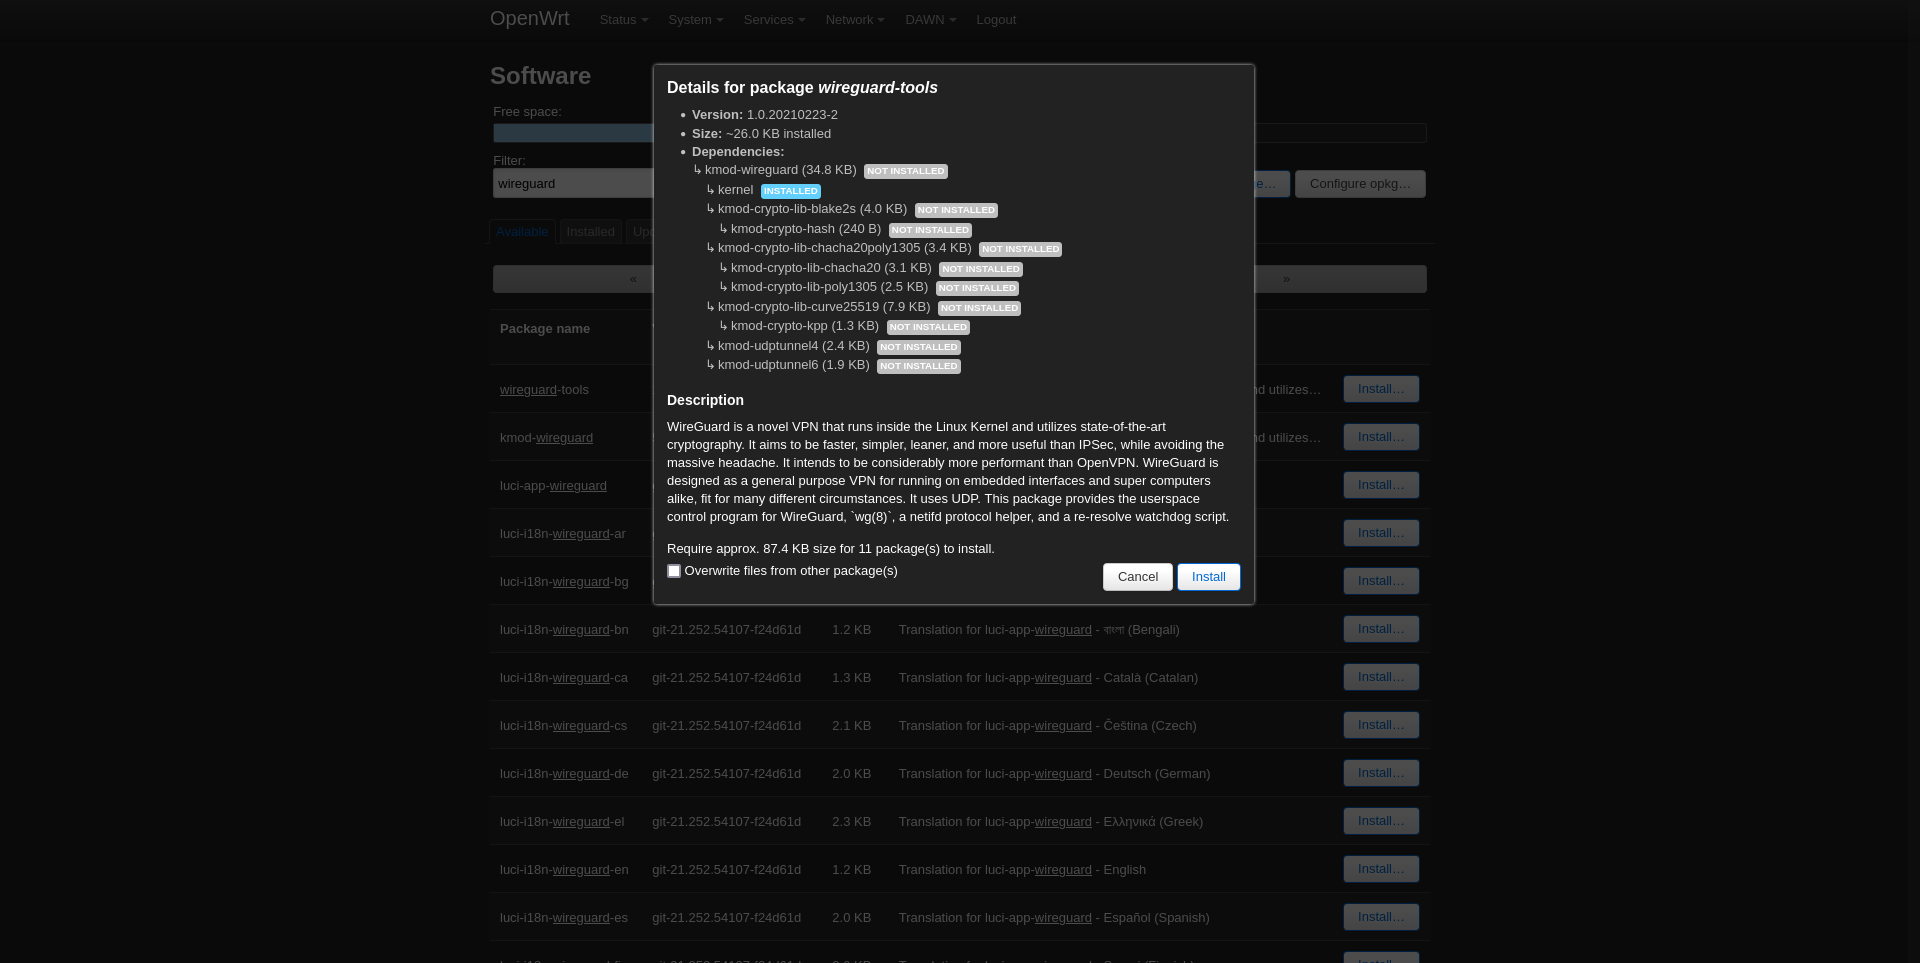 OpenWrt Status System Services Network DAWN Logout
Software
Free space:
Filter:
wireguard
Configure opkg…
Available Installed
« »
Package name
wireguard-tools nd utilizes… Install…
kmod-wireguard nd utilizes… Install…
luci-app-wireguard Install…
luci-i18n-wireguard-ar Install…
luci-i18n-wireguard-bg Install…
luci-i18n-wireguard-bn git-21.252.54107-f24d61d 1.2 KB Translation for luci-app-wireguard - বাংলা (Bengali) Install…
luci-i18n-wireguard-ca git-21.252.54107-f24d61d 1.3 KB Translation for luci-app-wireguard - Català (Catalan) Install…
luci-i18n-wireguard-cs git-21.252.54107-f24d61d 2.1 KB Translation for luci-app-wireguard - Čeština (Czech) Install…
luci-i18n-wireguard-de git-21.252.54107-f24d61d 2.0 KB Translation for luci-app-wireguard - Deutsch (German) Install…
luci-i18n-wireguard-el git-21.252.54107-f24d61d 2.3 KB Translation for luci-app-wireguard - Ελληνικά (Greek) Install…
luci-i18n-wireguard-en git-21.252.54107-f24d61d 1.2 KB Translation for luci-app-wireguard - English Install…
luci-i18n-wireguard-es git-21.252.54107-f24d61d 2.0 KB Translation for luci-app-wireguard - Español (Spanish) Install…
Details for package wireguard-tools
• Version: 1.0.20210223-2
• Size: ~26.0 KB installed
• Dependencies:
↳ kmod-wireguard (34.8 KB) NOT INSTALLED
↳ kernel INSTALLED
↳ kmod-crypto-lib-blake2s (4.0 KB) NOT INSTALLED
↳ kmod-crypto-hash (240 B) NOT INSTALLED
↳ kmod-crypto-lib-chacha20poly1305 (3.4 KB) NOT INSTALLED
↳ kmod-crypto-lib-chacha20 (3.1 KB) NOT INSTALLED
↳ kmod-crypto-lib-poly1305 (2.5 KB) NOT INSTALLED
↳ kmod-crypto-lib-curve25519 (7.9 KB) NOT INSTALLED
↳ kmod-crypto-kpp (1.3 KB) NOT INSTALLED
↳ kmod-udptunnel4 (2.4 KB) NOT INSTALLED
↳ kmod-udptunnel6 (1.9 KB) NOT INSTALLED
Description
WireGuard is a novel VPN that runs inside the Linux Kernel and utilizes state-of-the-art
cryptography. It aims to be faster, simpler, leaner, and more useful than IPSec, while avoiding the
massive headache. It intends to be considerably more performant than OpenVPN. WireGuard is
designed as a general purpose VPN for running on embedded interfaces and super computers
alike, fit for many different circumstances. It uses UDP. This package provides the userspace
control program for WireGuard, `wg(8)`, a netifd protocol helper, and a re-resolve watchdog script.
Require approx. 87.4 KB size for 11 package(s) to install.
Overwrite files from other package(s)
Cancel Install